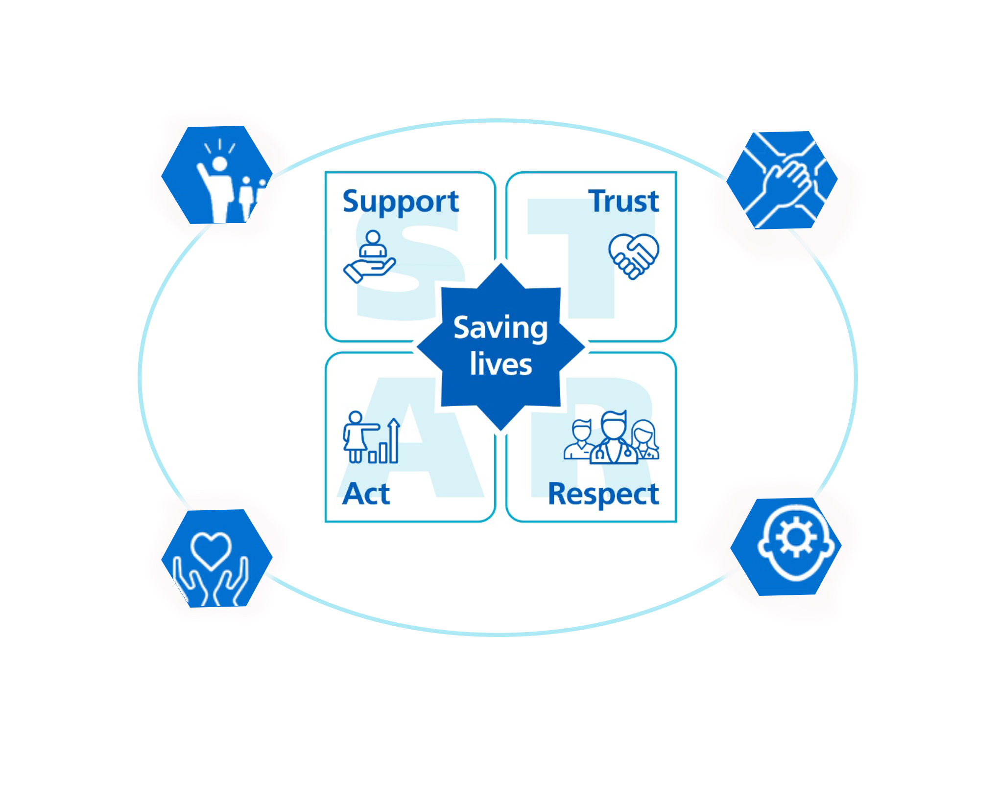 Support
Trust
S
T
Saving
lives
A
R
Act
Respect